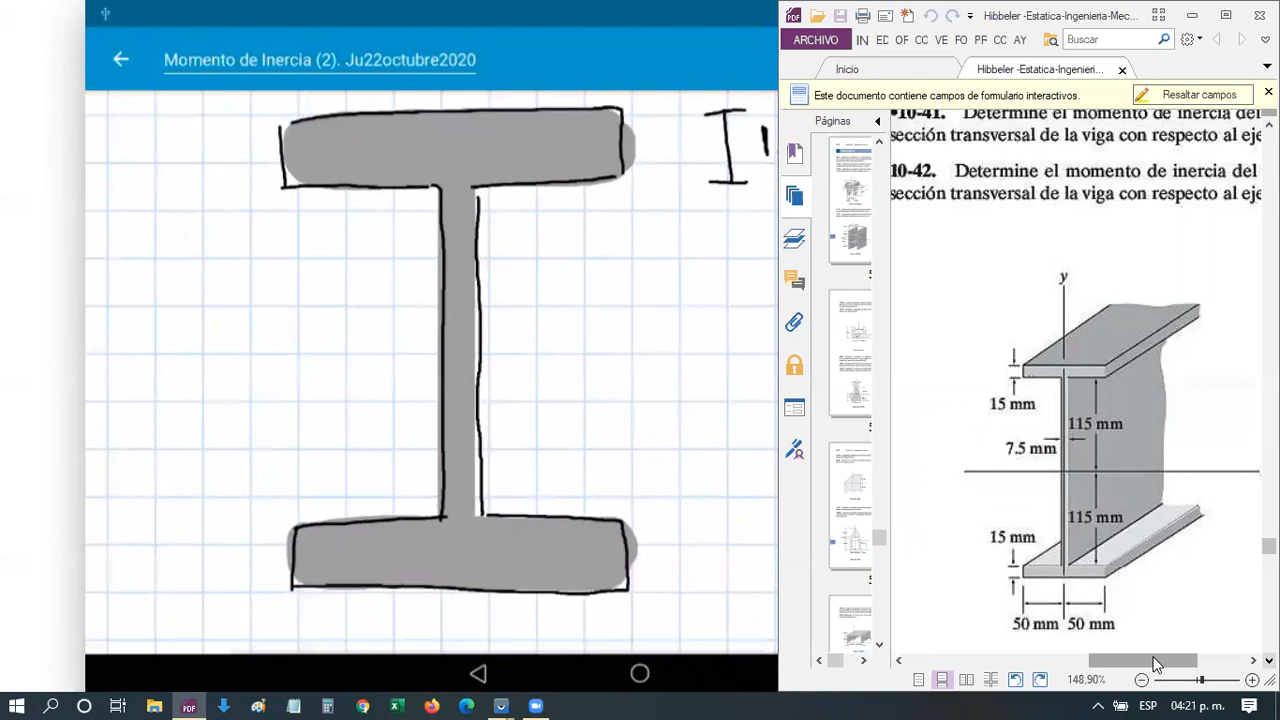 Momento de Inercia (2). Ju22octubre2020
Hibbeler -Estatica-Ingenieria-Mec...
ARCHIVO
IN
ED
OF
CC
VE
FO
PF
CC
AY
Buscar
Inicio
Hibbeler -Estatica-Ingenieri...
Este documento contiene campos de formulario interactivos.
Resaltar campos
Páginas
•10-41. Determine el momento de inercia del
sección transversal de la viga con respecto al eje
10-42. Determine el momento de inercia del
sección transversal de la viga con respecto al eje
y
15 mm
115 mm
7.5 mm
115 mm
15 mm
50 mm
50 mm
148,90%
ESP
04:21 p. m.